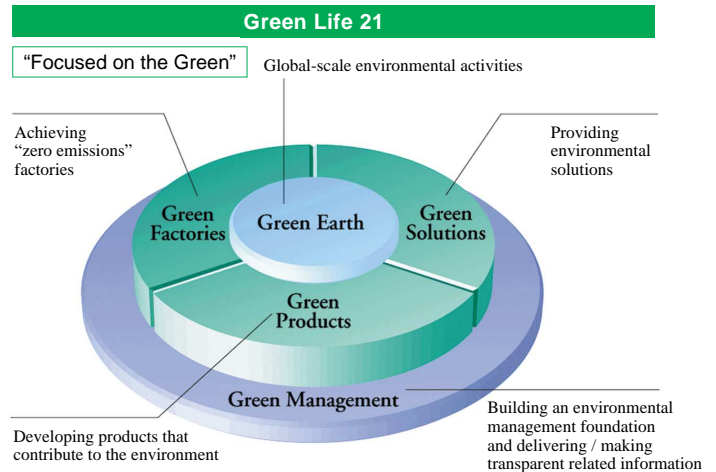 Green Life 21
“Focused on the Green”
Global-scale environmental activities
Achieving
“zero emissions”
factories
Providing
environmental
solutions
Green
Factories
Green Earth
Green
Solutions
Green
Products
Green Management
Developing products that
contribute to the environment
Building an environmental
management foundation
and delivering / making
transparent related information